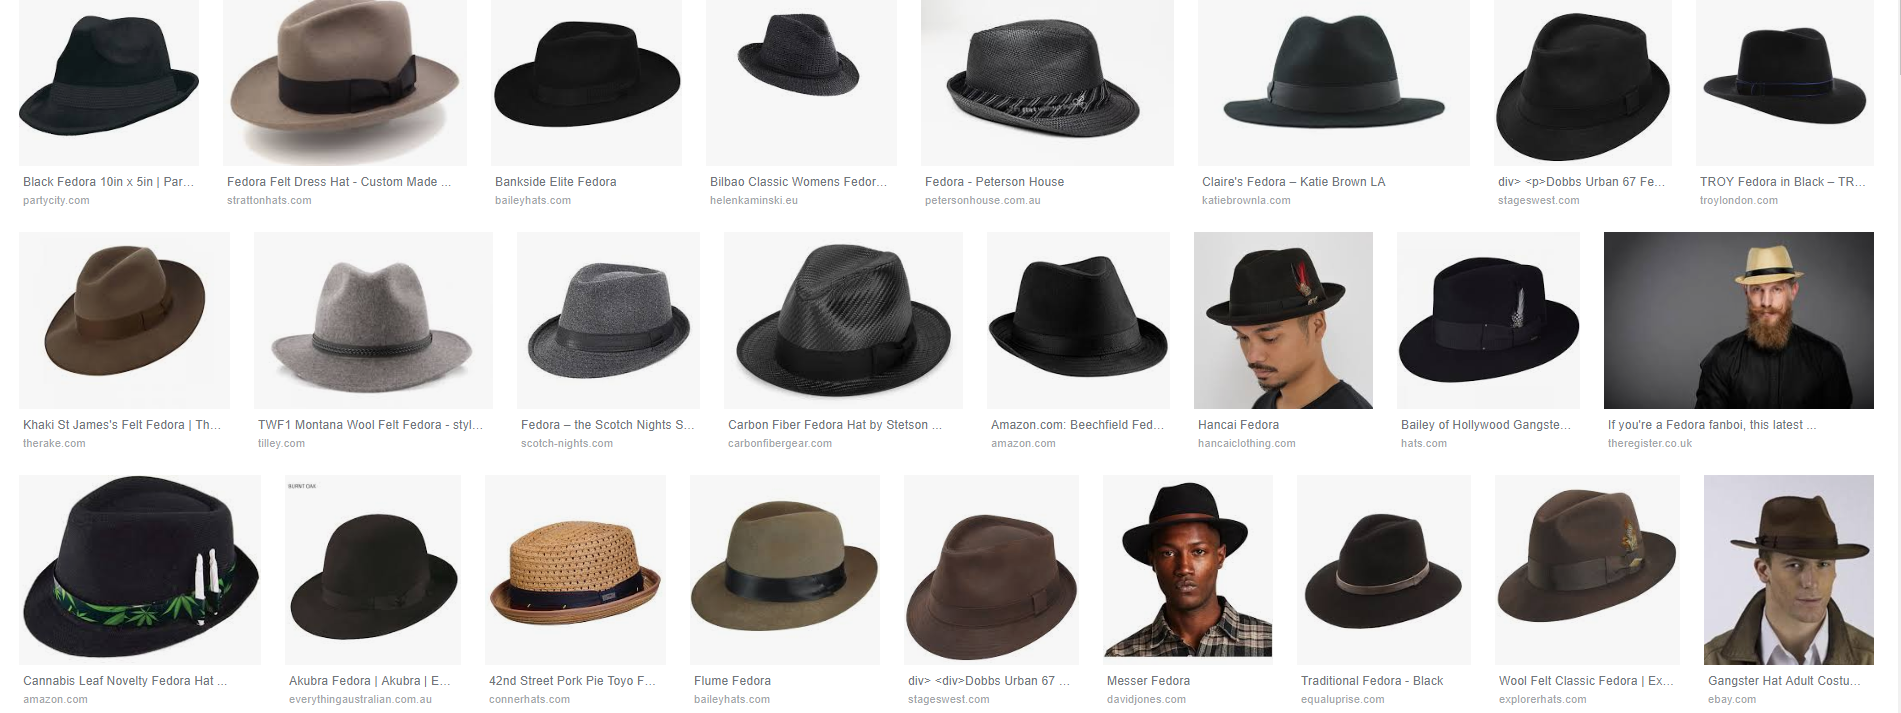 Black Fedora 10in x 5in | Par...
partycity.com
Fedora Felt Dress Hat - Custom Made ...
strattonhats.com
Bankside Elite Fedora
baileyhats.com
Bilbao Classic Womens Fedor...
helenkaminski.eu
Fedora - Peterson House
petersonhouse.com.au
Claire's Fedora – Katie Brown LA
katiebrownla.com
div> <p>Dobbs Urban 67 Fe...
stageswest.com
TROY Fedora in Black – TR...
troylondon.com
Khaki St James's Felt Fedora | Th...
therake.com
TWF1 Montana Wool Felt Fedora - styl...
tilley.com
Fedora – the Scotch Nights S...
scotch-nights.com
Carbon Fiber Fedora Hat by Stetson ...
carbonfibergear.com
Amazon.com: Beechfield Fed...
amazon.com
Hancai Fedora
hancaiclothing.com
Bailey of Hollywood Gangste...
hats.com
If you're a Fedora fanboi, this latest ...
theregister.co.uk
BURNT OAK
Cannabis Leaf Novelty Fedora Hat ...
amazon.com
Akubra Fedora | Akubra | E...
everythingaustralian.com.au
42nd Street Pork Pie Toyo F...
connerhats.com
Flume Fedora
baileyhats.com
div> <div>Dobbs Urban 67 ...
stageswest.com
Messer Fedora
davidjones.com
Traditional Fedora - Black
equaluprise.com
Wool Felt Classic Fedora | Ex...
explorerhats.com
Gangster Hat Adult Costu...
ebay.com